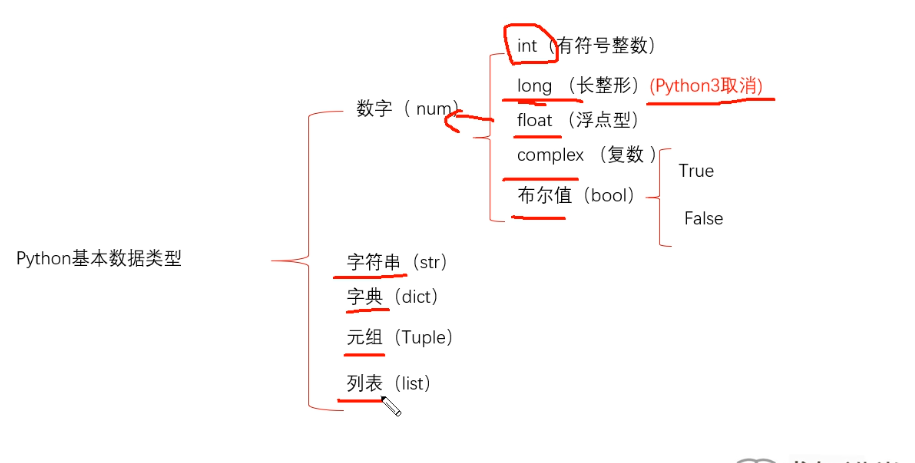 int（有符号整数）
long （长整形）(Python3取消)
数字（ num）
float （浮点型）
complex （复数 ）
True
布尔值（bool）
False
Python基本数据类型
字符串（str）
字典（dict）
元组（Tuple）
列表（list）